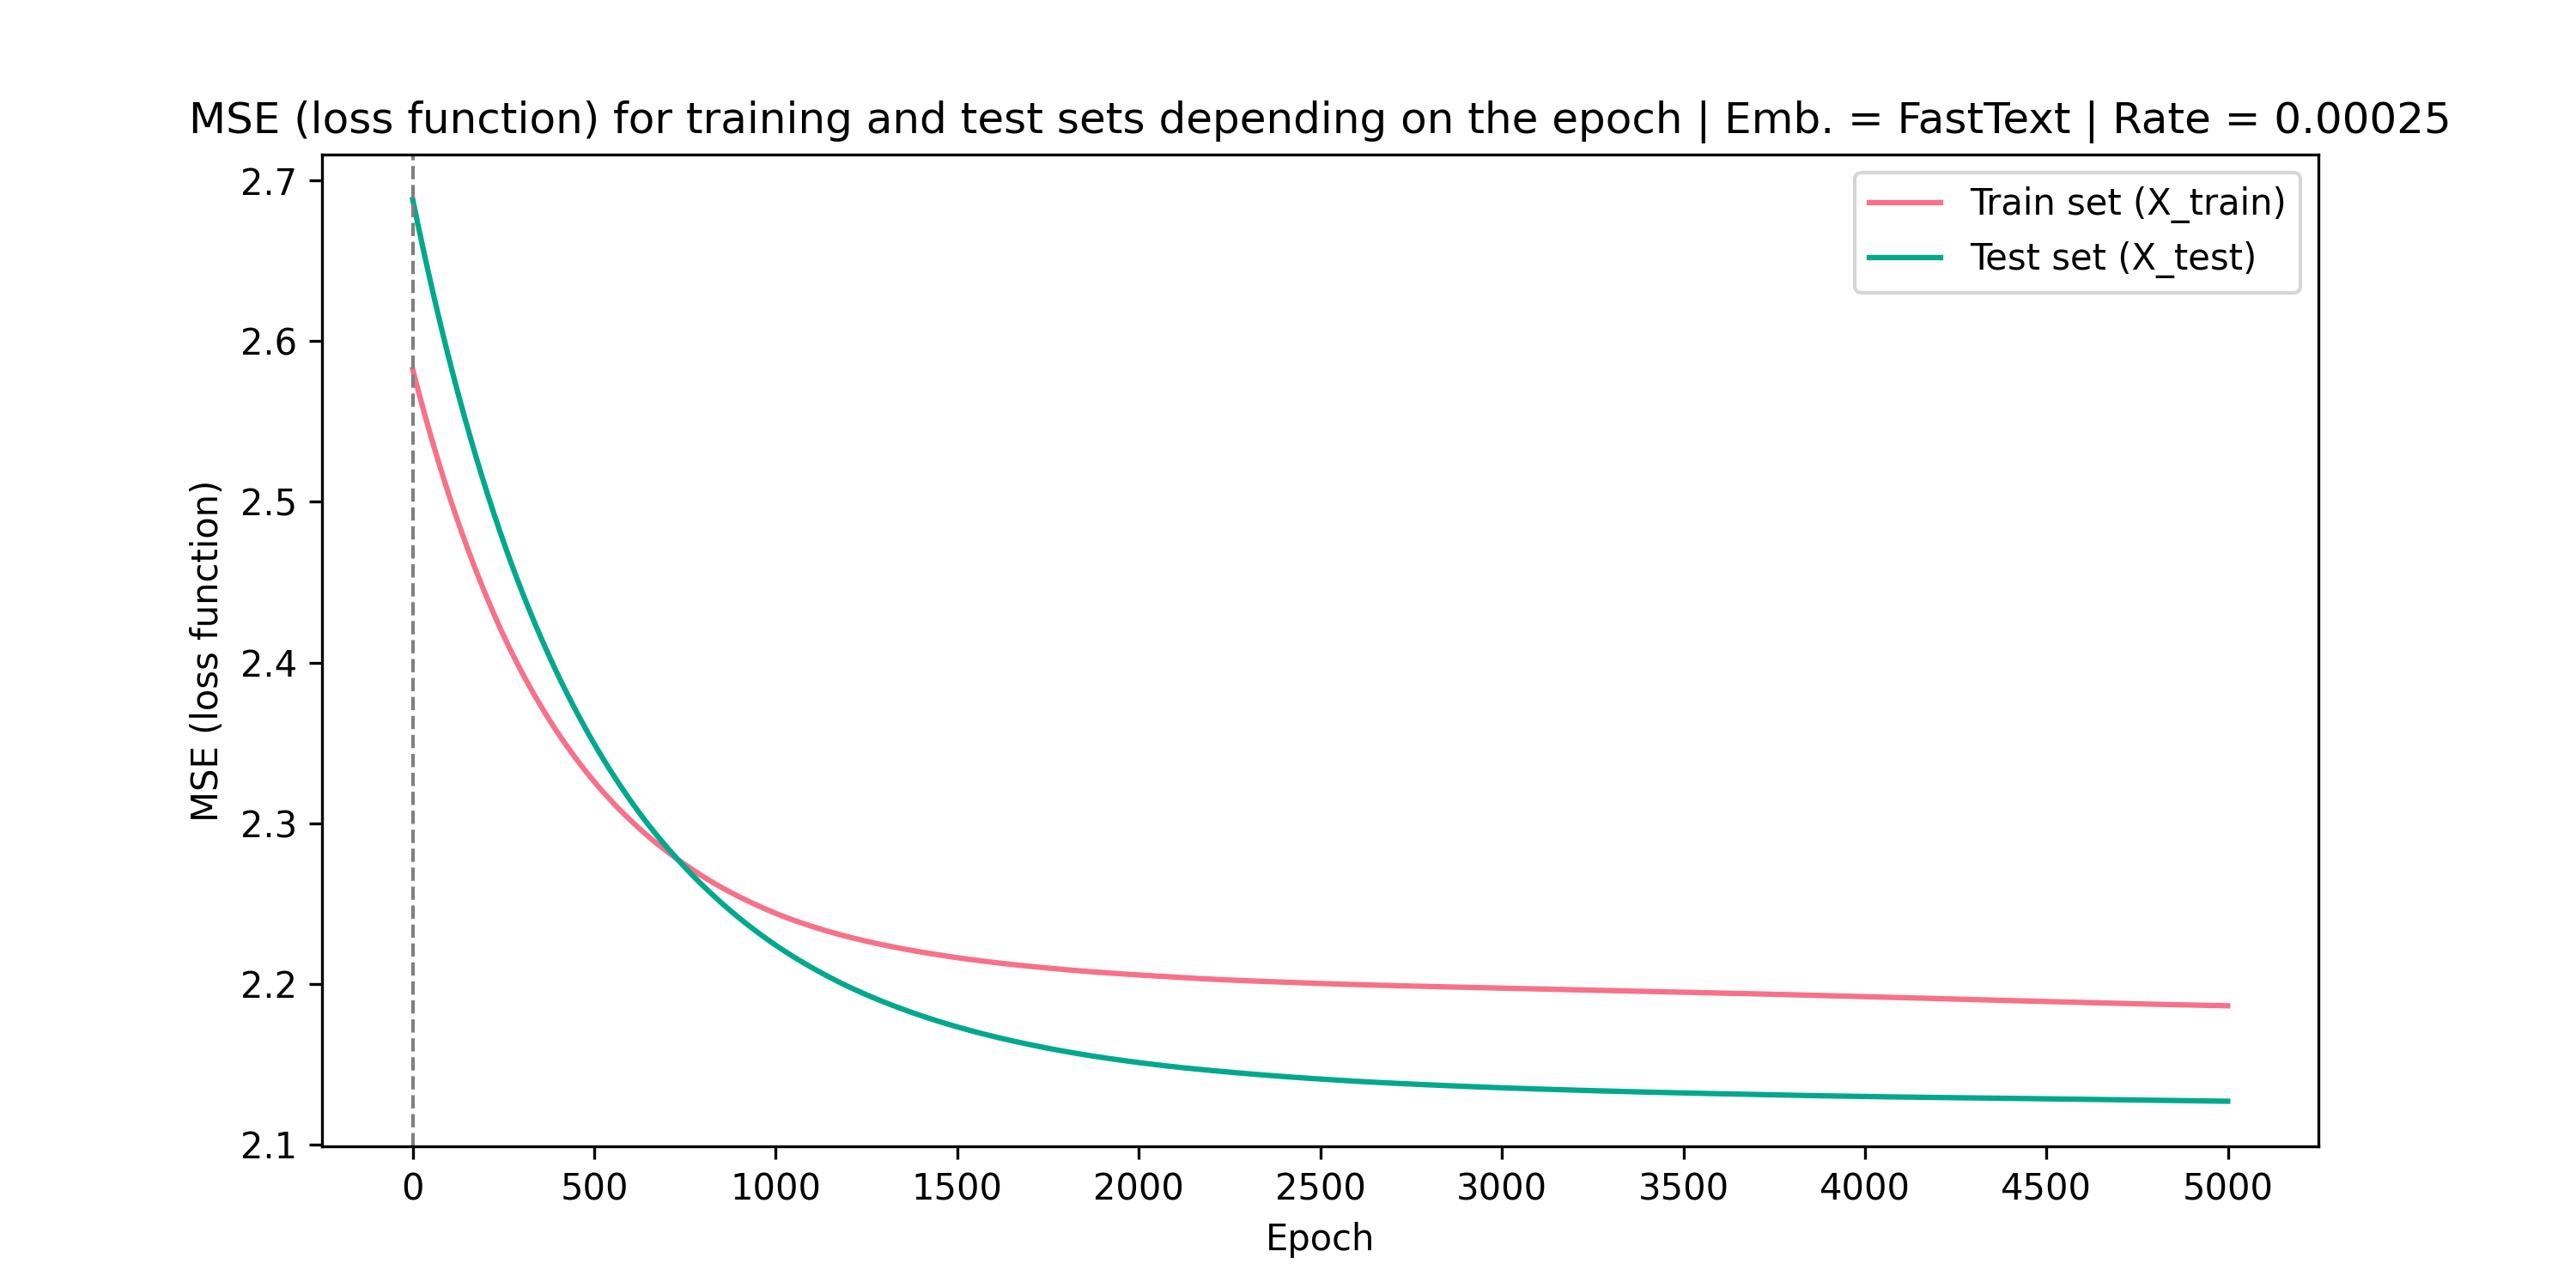 MSE (loss function) for training and test sets depending on the epoch | Emb. = FastText | Rate = 0.00025
Train set (X_train)
Test set (X_test)
MSE (loss function)
2.7
2.6
2.5
2.4
2.3
2.2
2.1
0 500 1000 1500 2000 2500 3000 3500 4000 4500 5000
Epoch